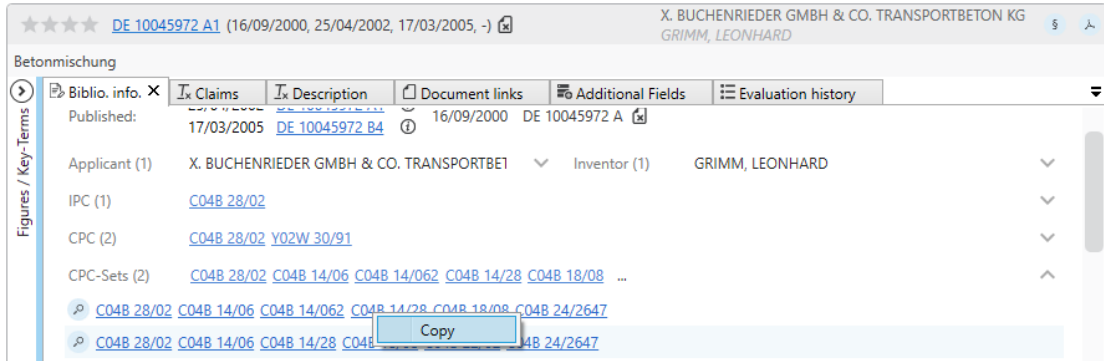 DE 10045972 A1 (16/09/2000, 25/04/2002, 17/03/2005, -)
X. BUCHENRIEDER GMBH & CO. TRANSPORTBETON KG
GRIMM, LEONHARD
§
Betonmischung
Figures / Key-Terms
Biblio. info. X Claims Description Document links Additional Fields Evaluation history
Published:
17/03/2005 DE 10045972 B4 16/09/2000 DE 10045972 A
Applicant (1) X. BUCHENRIEDER GMBH & CO. TRANSPORTBET Inventor (1) GRIMM, LEONHARD
IPC (1) C04B 28/02
CPC (2) C04B 28/02 Y02W 30/91
CPC-Sets (2) C04B 28/02 C04B 14/06 C04B 14/062 C04B 14/28 C04B 18/08 ...
C04B 28/02 C04B 14/06 C04B 14/062 C04B 14/28 C04B 18/08 C04B 24/2647
Copy
C04B 28/02 C04B 14/06 C04B 14/28 24/2647